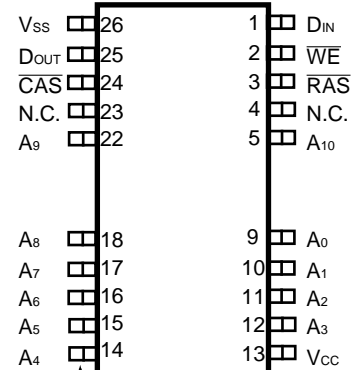 Vss 26 1 DIN
DOUT 25 2 WE
CAS 24 3 RAS
N.C. 23 4 N.C.
A9 22 5 A10
A8 18 9 A0
A7 17 10 A1
A6 16 11 A2
A5 15 12 A3
A4 14 13 Vcc